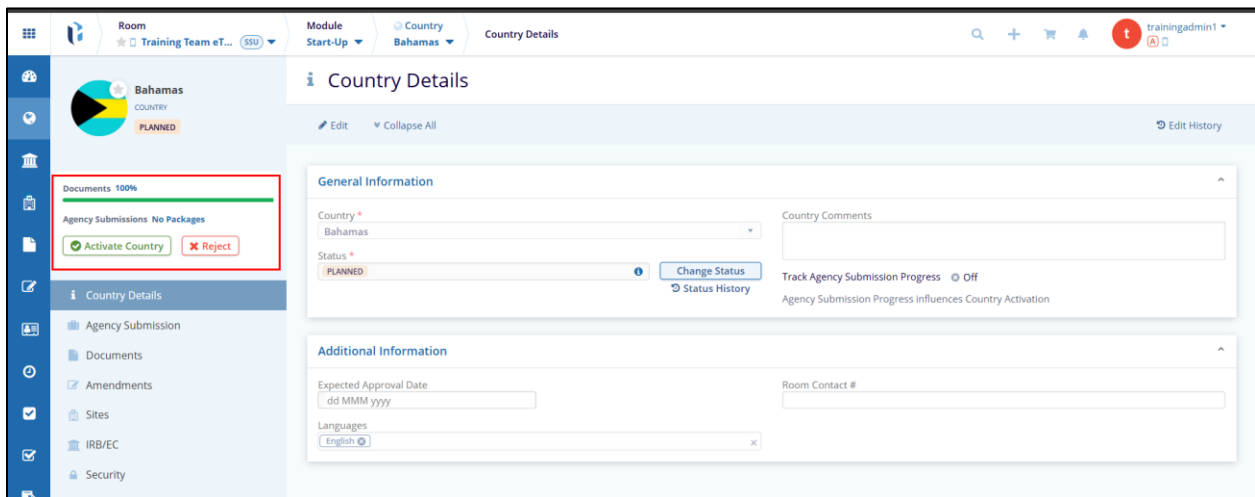 Room
Training Team eT... (SSU)
Module
Start-Up
Country
Bahamas
Country Details
t
trainingadmin1
A
Bahamas
COUNTRY
PLANNED
Documents 100%
Agency Submissions No Packages
Activate Country Reject
Country Details
Agency Submission
Documents
Amendments
Sites
IRB/EC
Security
i Country Details
Edit Collapse All Edit History
General Information
Country *
Bahamas
Status *
PLANNED
Change Status
Status History
Country Comments
Track Agency Submission Progress Off
Agency Submission Progress influences Country Activation
Additional Information
Expected Approval Date
dd MMM yyyy
Languages
English
Room Contact #